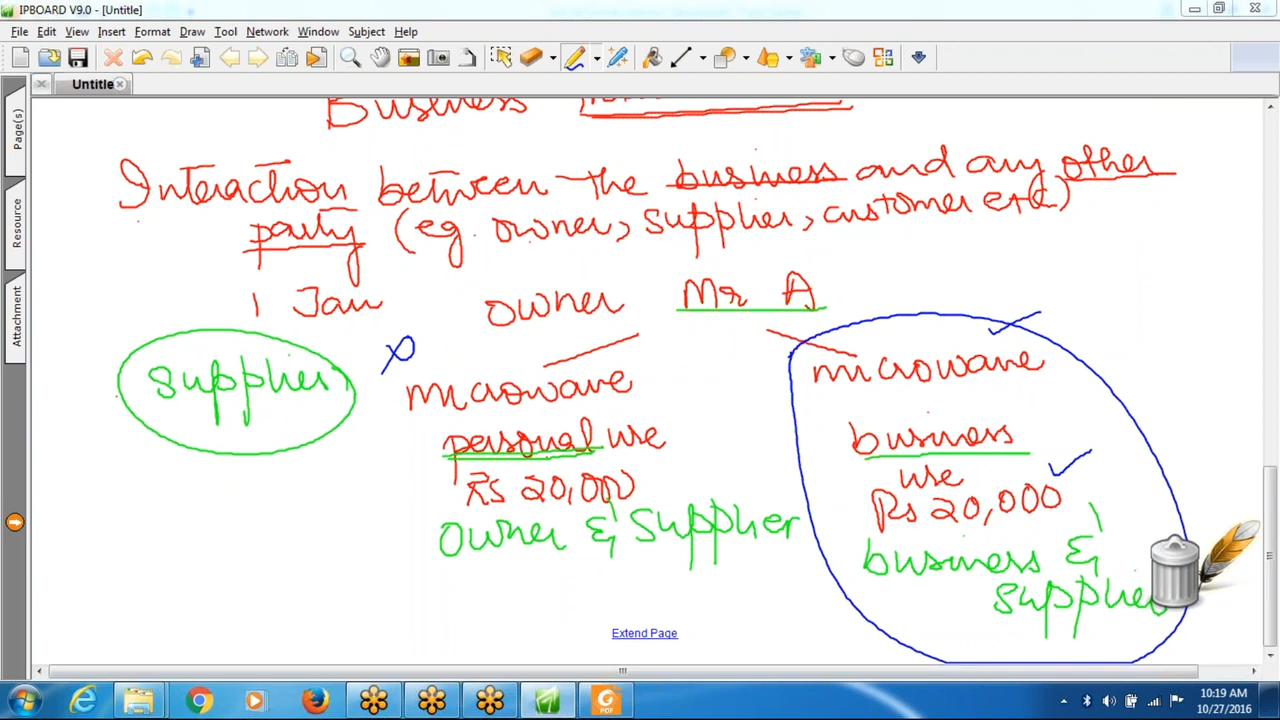 IPBOARD V9.0 - [Untitle]
File Edit View Insert Format Draw Tool Network Window Subject Help
Untitle
Page(s)
Resource
Attachment
Business
Interaction between the business and any other
party (eg. owner, supplier, customer etc.)
1 Jan owner Mr A
supplier
microwave
personal use
Rs 20,000
owner & supplier
microwave
business
use
Rs 20,000
business &
supplier
Extend Page
PDF
10:19 AM
10/27/2016